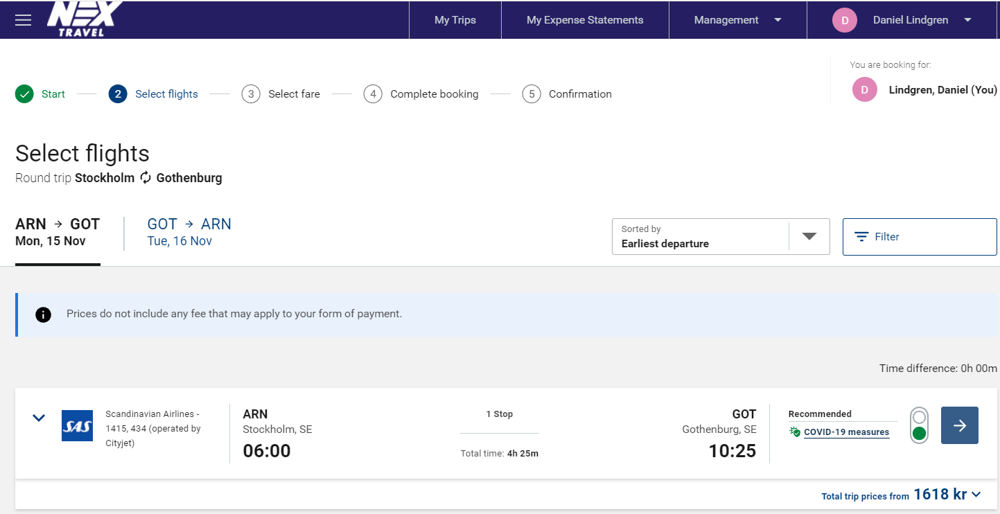 NEX
TRAVEL
My Trips
My Expense Statements
Management
D
Daniel Lindgren
You are booking for:
D
Lindgren, Daniel (You)
Start
2
Select flights
3
Select fare
4
Complete booking
5
Confirmation
Select flights
Round trip Stockholm Gothenburg
ARN → GOT
Mon, 15 Nov
GOT → ARN
Tue, 16 Nov
Sorted by
Earliest departure
Filter
Prices do not include any fee that may apply to your form of payment.
Time difference: 0h 00m
SAS
Scandinavian Airlines -
1415, 434 (operated by
Cityjet)
ARN
Stockholm, SE
06:00
1 Stop
Total time: 4h 25m
GOT
Gothenburg, SE
10:25
Recommended
COVID-19 measures
Total trip prices from 1618 kr